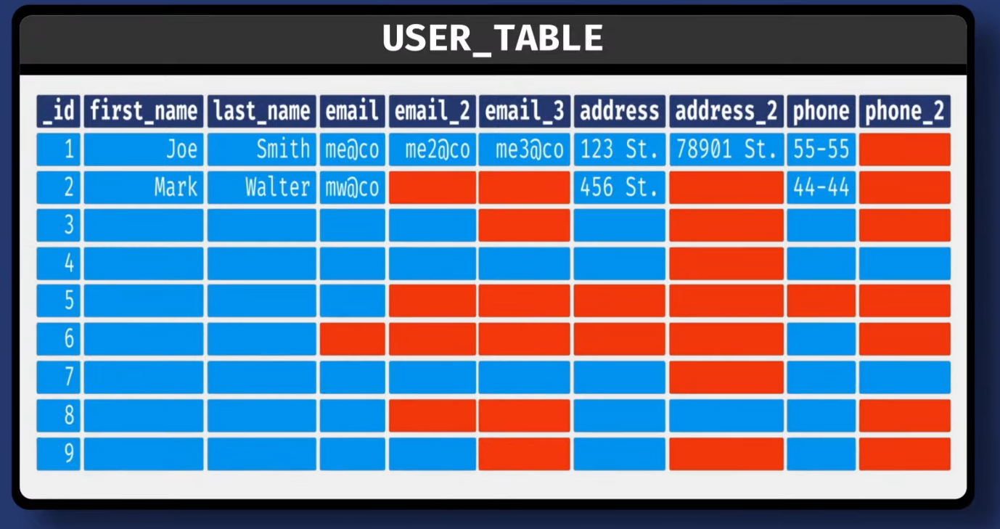 USER_TABLE
_id first_name last_name email email_2 email_3 address address_2 phone phone_2
1 Joe Smith me@co me2@co me3@co 123 St. 78901 St. 55-55
2 Mark Walter mw@co 456 St. 44-44
3
4
5
6
7
8
9